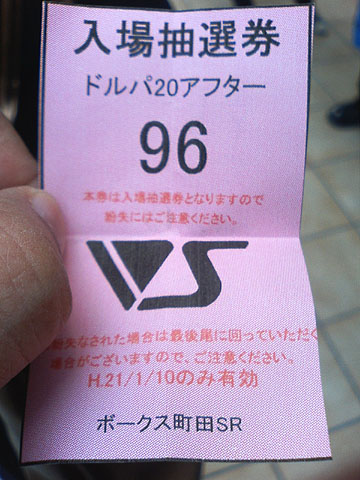 入場抽選券
ドルパ20アフター
96
本券は入場抽選券となりますので
紛失にはご注意ください。
VS
紛失なされた場合は最後尾に回っていただく
場合がございますので、ご注意ください。
H.21/1/10のみ有効
ボークス町田SR